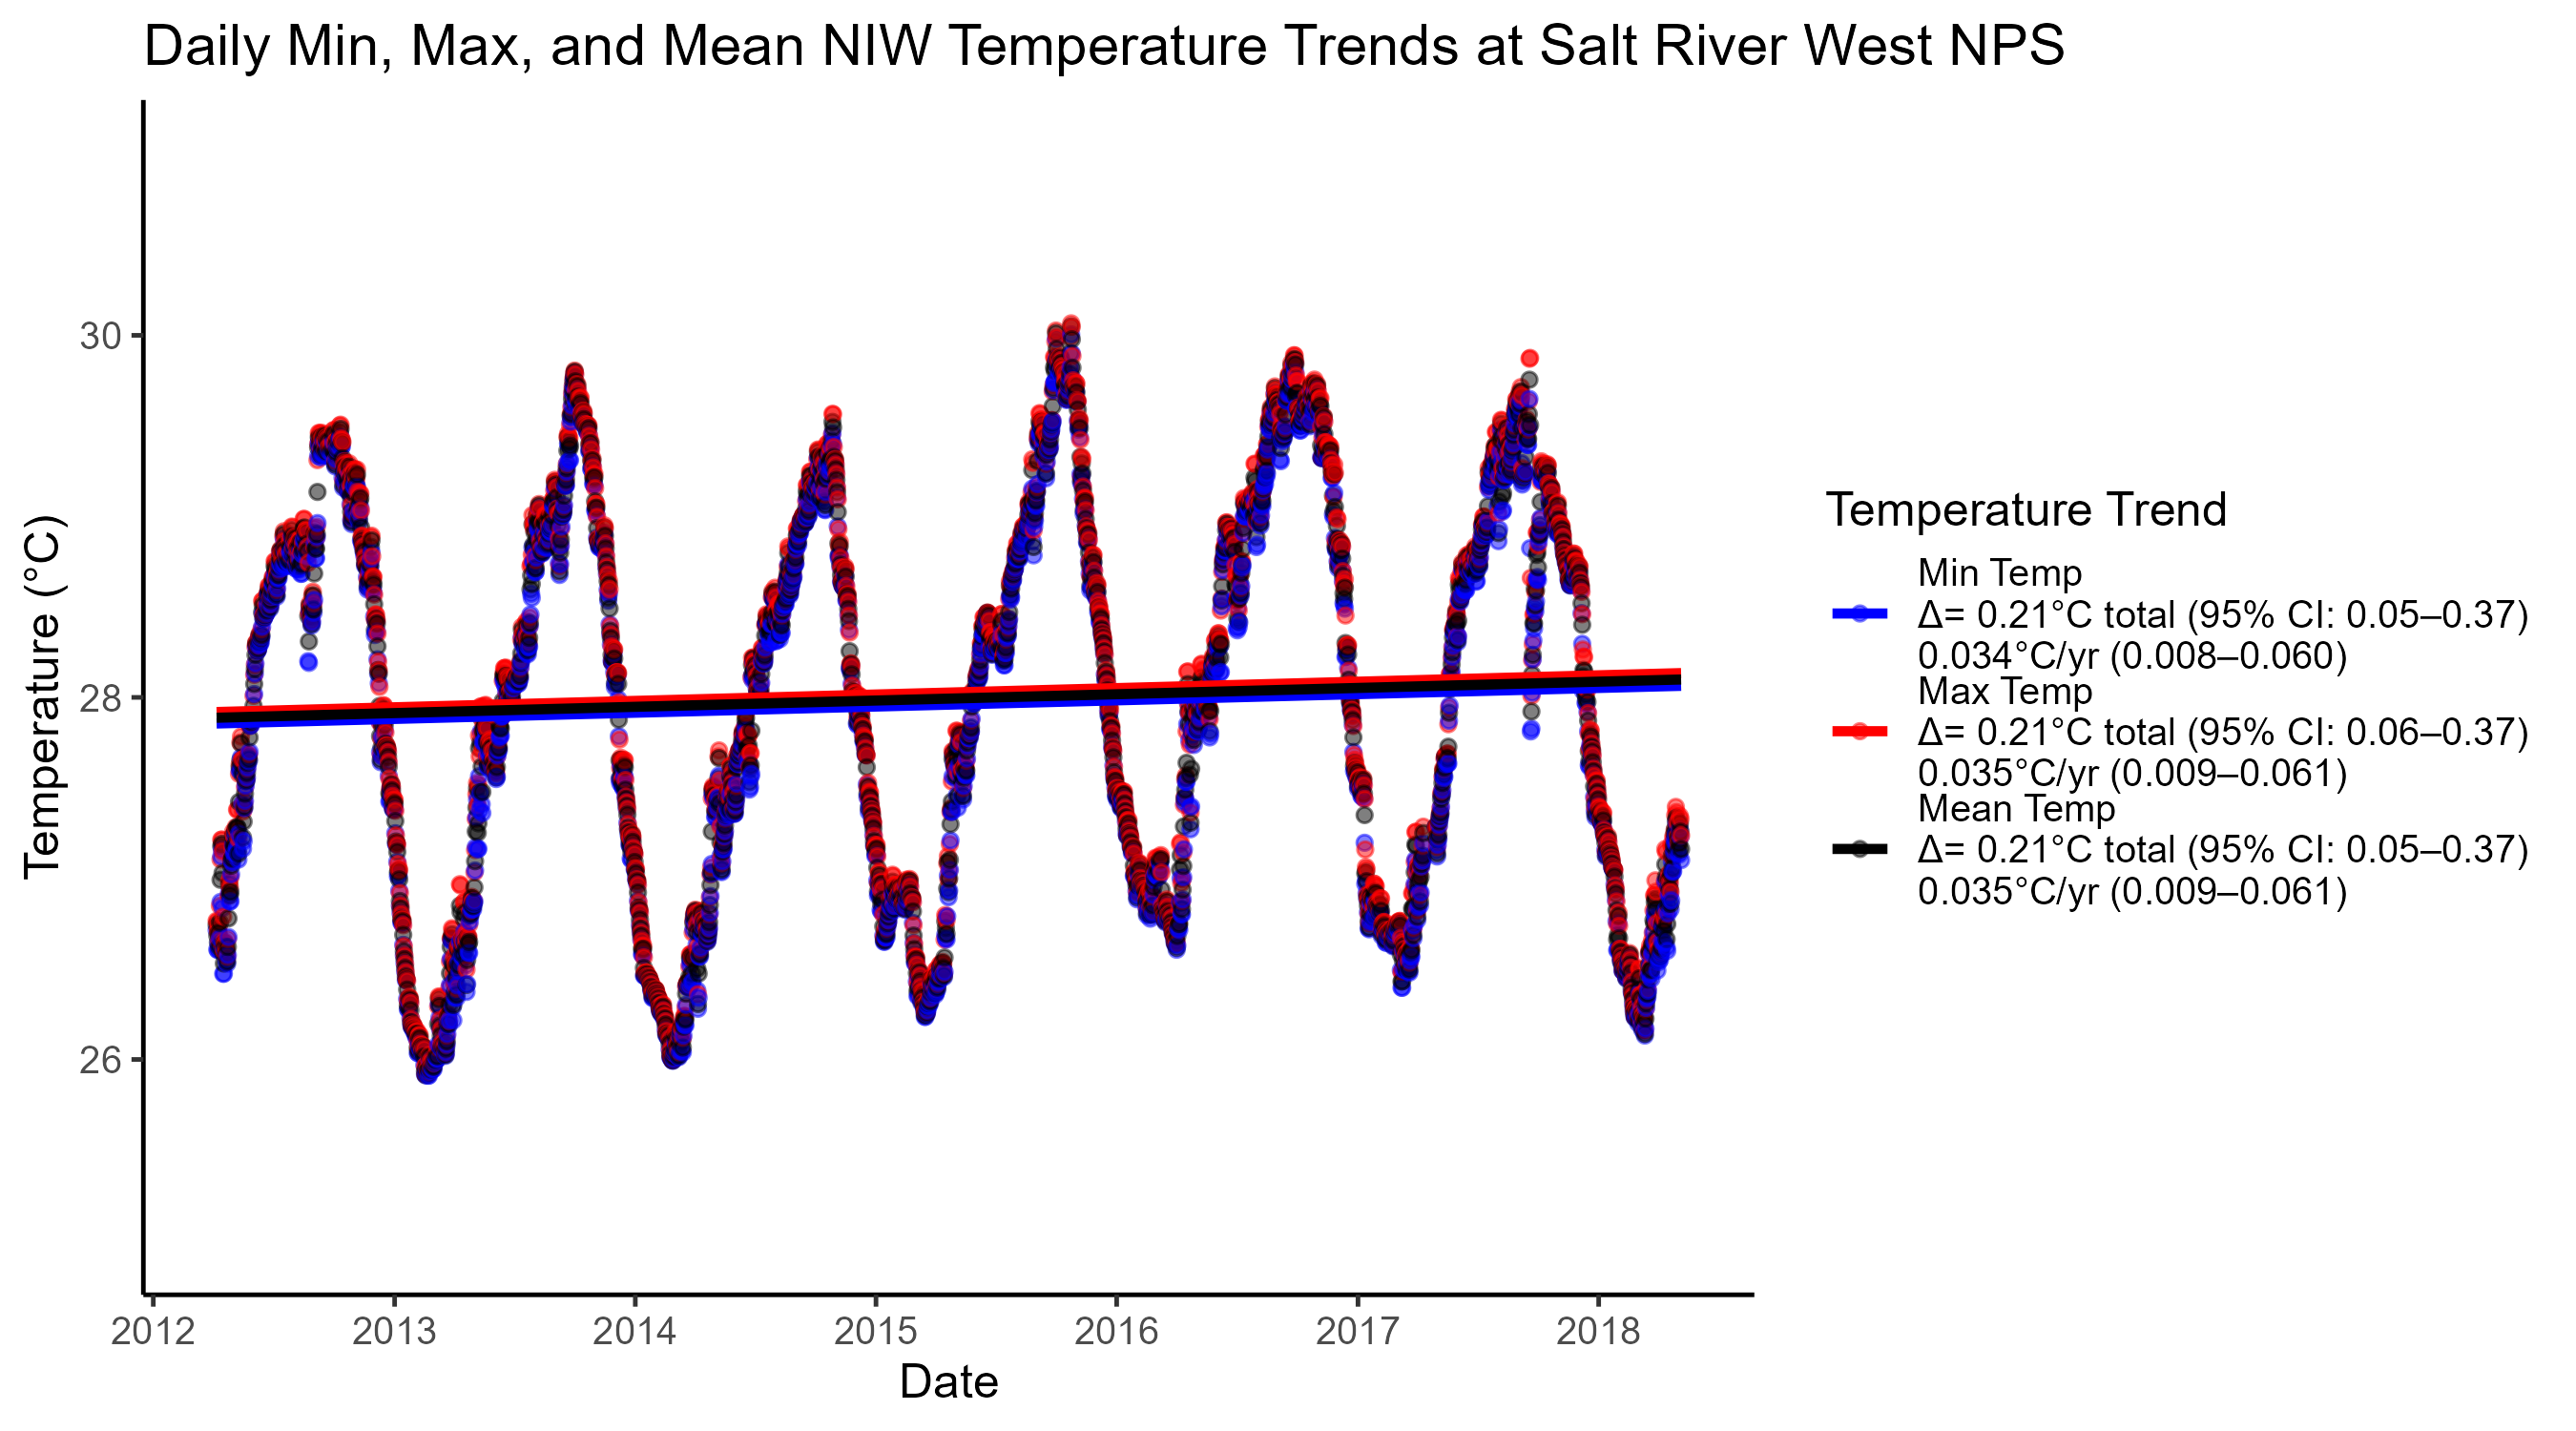 Daily Min, Max, and Mean NIW Temperature Trends at Salt River West NPS
Temperature (°C)
30
28
26
2012
2013
2014
2015
2016
2017
2018
Date
Temperature Trend
Min Temp
Δ= 0.21°C total (95% CI: 0.05–0.37)
0.034°C/yr (0.008–0.060)
Max Temp
Δ= 0.21°C total (95% CI: 0.06–0.37)
0.035°C/yr (0.009–0.061)
Mean Temp
Δ= 0.21°C total (95% CI: 0.05–0.37)
0.035°C/yr (0.009–0.061)